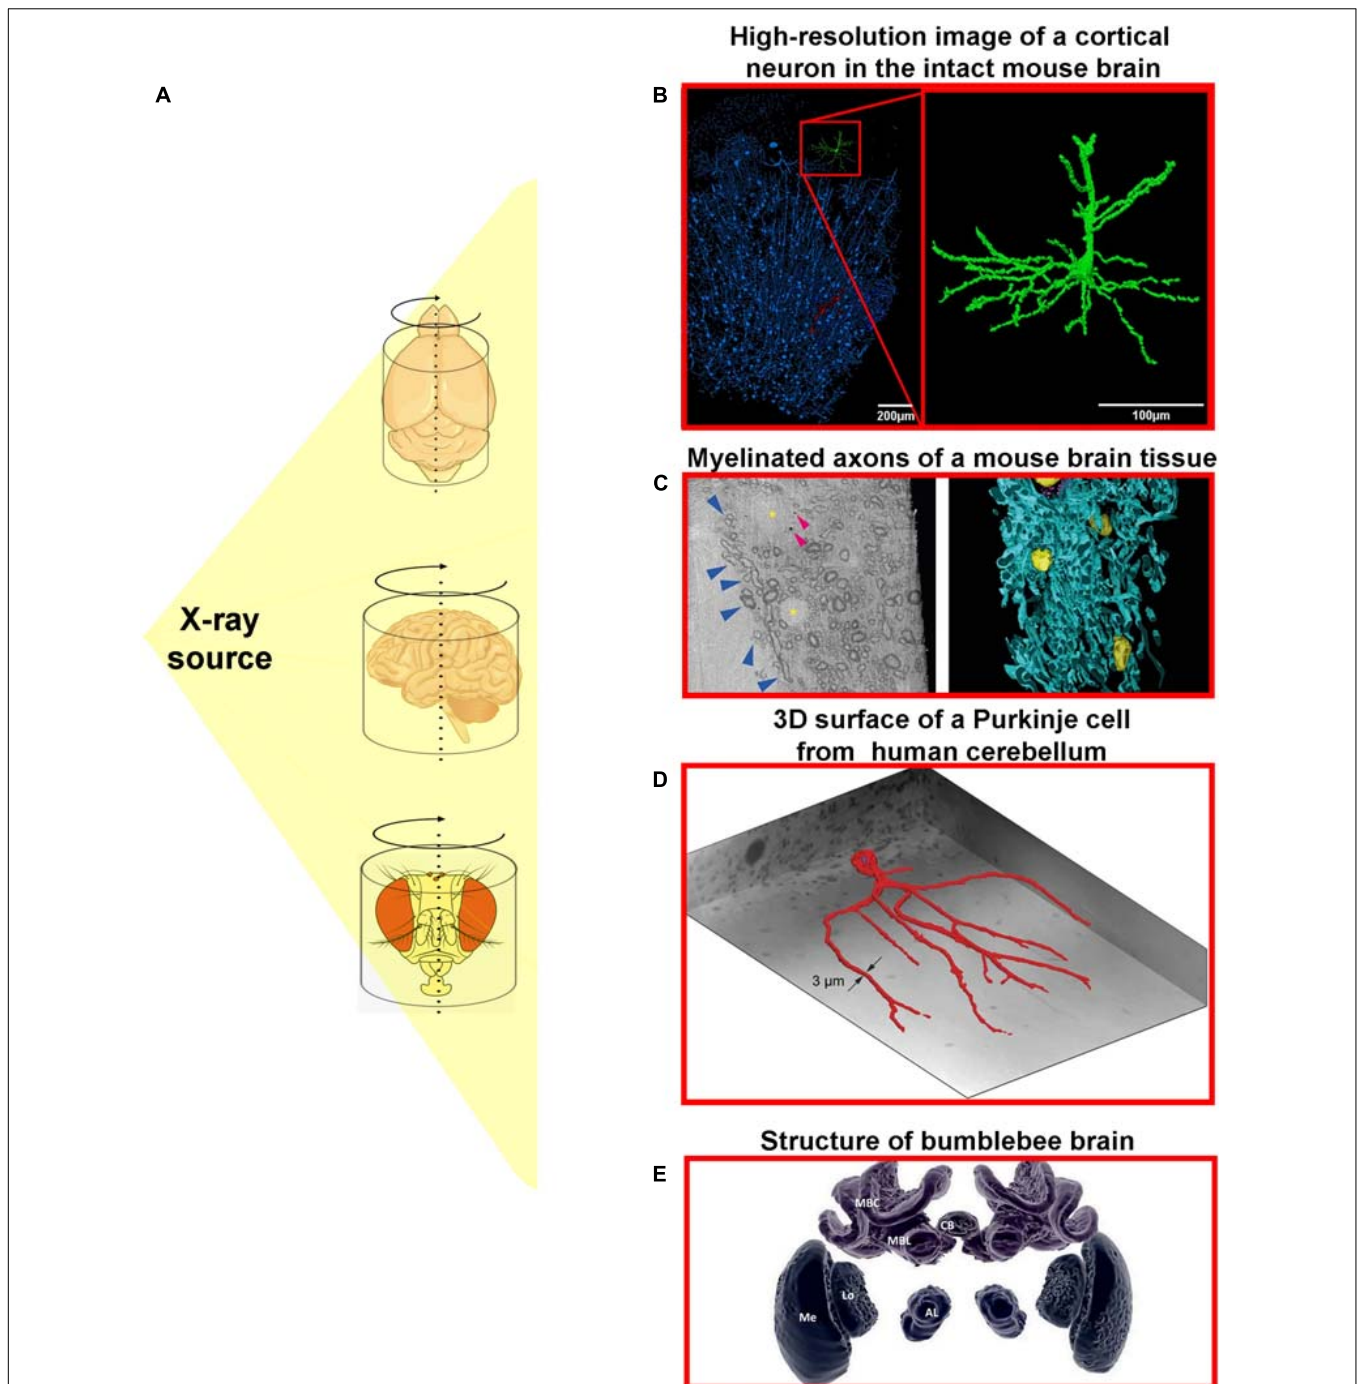 A
X-ray
source
High-resolution image of a cortical
neuron in the intact mouse brain
B
200µm
100µm
Myelinated axons of a mouse brain tissue
C
3D surface of a Purkinje cell
from human cerebellum
D
3 µm
Structure of bumblebee brain
E
MBC
CB
MBL
Lo
Me
AL